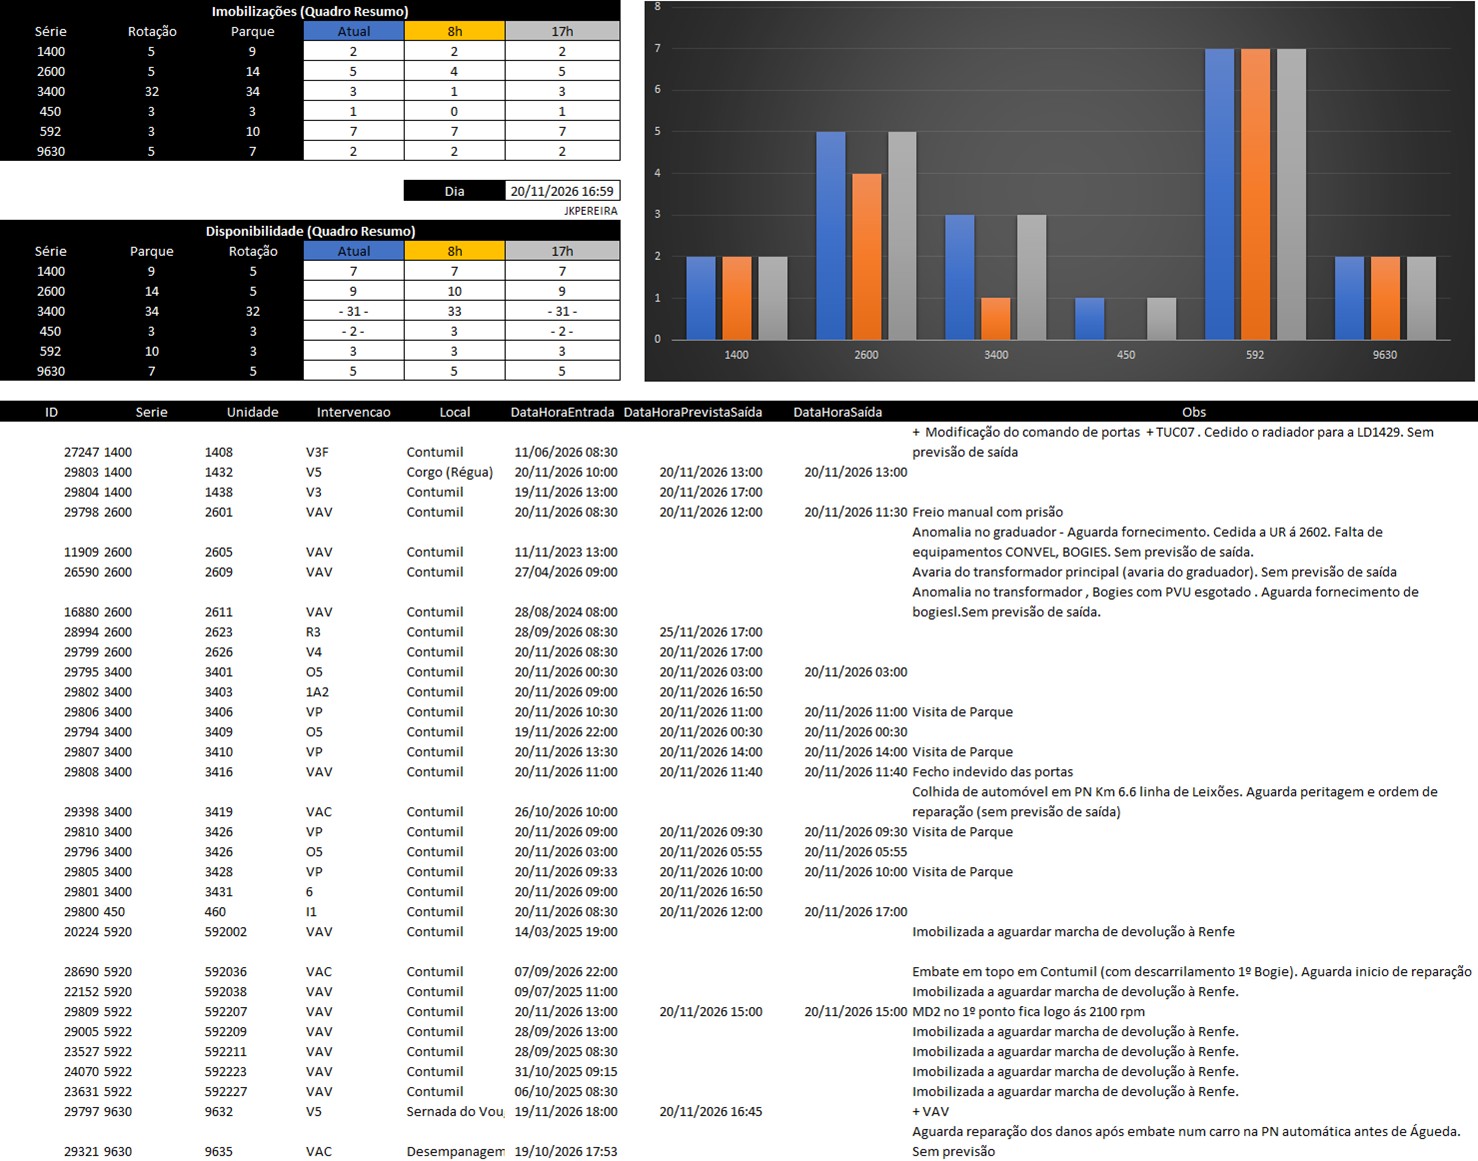 Imobilizações (Quadro Resumo)
Série Rotação Parque Atual 8h 17h
1400 5 9 2 2 2
2600 5 14 5 4 5
3400 32 34 3 1 3
450 3 3 1 0 1
592 3 10 7 7 7
9630 5 7 2 2 2
Dia 20/11/2026 16:59
JKPEREIRA
Disponibilidade (Quadro Resumo)
Série Parque Rotação Atual 8h 17h
1400 9 5 7 7 7
2600 14 5 9 10 9
3400 34 32 - 31 - 33 - 31 -
450 3 3 - 2 - 3 - 2 -
592 10 3 3 3 3
9630 7 5 5 5 5
8
7
6
5
4
3
2
1
0
1400 2600 3400 450 592 9630
ID Serie Unidade Intervencao Local DataHoraEntrada DataHoraPrevistaSaída DataHoraSaída Obs
+ Modificação do comando de portas + TUC07 . Cedido o radiador para a LD1429. Sem
27247 1400 1408 V3F Contumil 11/06/2026 08:30 previsão de saída
29803 1400 1432 V5 Corgo (Régua) 20/11/2026 10:00 20/11/2026 13:00 20/11/2026 13:00
29804 1400 1438 V3 Contumil 19/11/2026 13:00 20/11/2026 17:00
29798 2600 2601 VAV Contumil 20/11/2026 08:30 20/11/2026 12:00 20/11/2026 11:30 Freio manual com prisão
Anomalia no graduador - Aguarda fornecimento. Cedida a UR á 2602. Falta de
11909 2600 2605 VAV Contumil 11/11/2023 13:00 equipamentos CONVEL, BOGIES. Sem previsão de saída.
26590 2600 2609 VAV Contumil 27/04/2026 09:00 Avaria do transformador principal (avaria do graduador). Sem previsão de saída
Anomalia no transformador , Bogies com PVU esgotado . Aguarda fornecimento de
16880 2600 2611 VAV Contumil 28/08/2024 08:00 bogiesl.Sem previsão de saída.
28994 2600 2623 R3 Contumil 28/09/2026 08:30 25/11/2026 17:00
29799 2600 2626 V4 Contumil 20/11/2026 08:30 20/11/2026 17:00
29795 3400 3401 O5 Contumil 20/11/2026 00:30 20/11/2026 03:00 20/11/2026 03:00
29802 3400 3403 1A2 Contumil 20/11/2026 09:00 20/11/2026 16:50
29806 3400 3406 VP Contumil 20/11/2026 10:30 20/11/2026 11:00 20/11/2026 11:00 Visita de Parque
29794 3400 3409 O5 Contumil 19/11/2026 22:00 20/11/2026 00:30 20/11/2026 00:30
29807 3400 3410 VP Contumil 20/11/2026 13:30 20/11/2026 14:00 20/11/2026 14:00 Visita de Parque
29808 3400 3416 VAV Contumil 20/11/2026 11:00 20/11/2026 11:40 20/11/2026 11:40 Fecho indevido das portas
Colhida de automóvel em PN Km 6.6 linha de Leixões. Aguarda peritagem e ordem de
29398 3400 3419 VAC Contumil 26/10/2026 10:00 reparação (sem previsão de saída)
29810 3400 3426 VP Contumil 20/11/2026 09:00 20/11/2026 09:30 20/11/2026 09:30 Visita de Parque
29796 3400 3426 O5 Contumil 20/11/2026 03:00 20/11/2026 05:55 20/11/2026 05:55
29805 3400 3428 VP Contumil 20/11/2026 09:33 20/11/2026 10:00 20/11/2026 10:00 Visita de Parque
29801 3400 3431 6 Contumil 20/11/2026 09:00 20/11/2026 16:50
29800 450 460 I1 Contumil 20/11/2026 08:30 20/11/2026 12:00 20/11/2026 17:00
20224 5920 592002 VAV Contumil 14/03/2025 19:00 Imobilizada a aguardar marcha de devolução à Renfe
28690 5920 592036 VAC Contumil 07/09/2026 22:00 Embate em topo em Contumil (com descarrilamento 1º Bogie). Aguarda inicio de reparação
22152 5920 592038 VAV Contumil 09/07/2025 11:00 Imobilizada a aguardar marcha de devolução à Renfe.
29809 5922 592207 VAV Contumil 20/11/2026 13:00 20/11/2026 15:00 20/11/2026 15:00 MD2 no 1º ponto fica logo ás 2100 rpm
29005 5922 592209 VAV Contumil 28/09/2026 13:00 Imobilizada a aguardar marcha de devolução à Renfe.
23527 5922 592211 VAV Contumil 28/09/2025 08:30 Imobilizada a aguardar marcha de devolução à Renfe.
24070 5922 592223 VAV Contumil 31/10/2025 09:15 Imobilizada a aguardar marcha de devolução à Renfe.
23631 5922 592227 VAV Contumil 06/10/2025 08:30 Imobilizada a aguardar marcha de devolução à Renfe.
29797 9630 9632 V5 Sernada do Vou 19/11/2026 18:00 20/11/2026 16:45 + VAV
Aguarda reparação dos danos após embate num carro na PN automática antes de Águeda.
29321 9630 9635 VAC Desempanagem 19/10/2026 17:53 Sem previsão